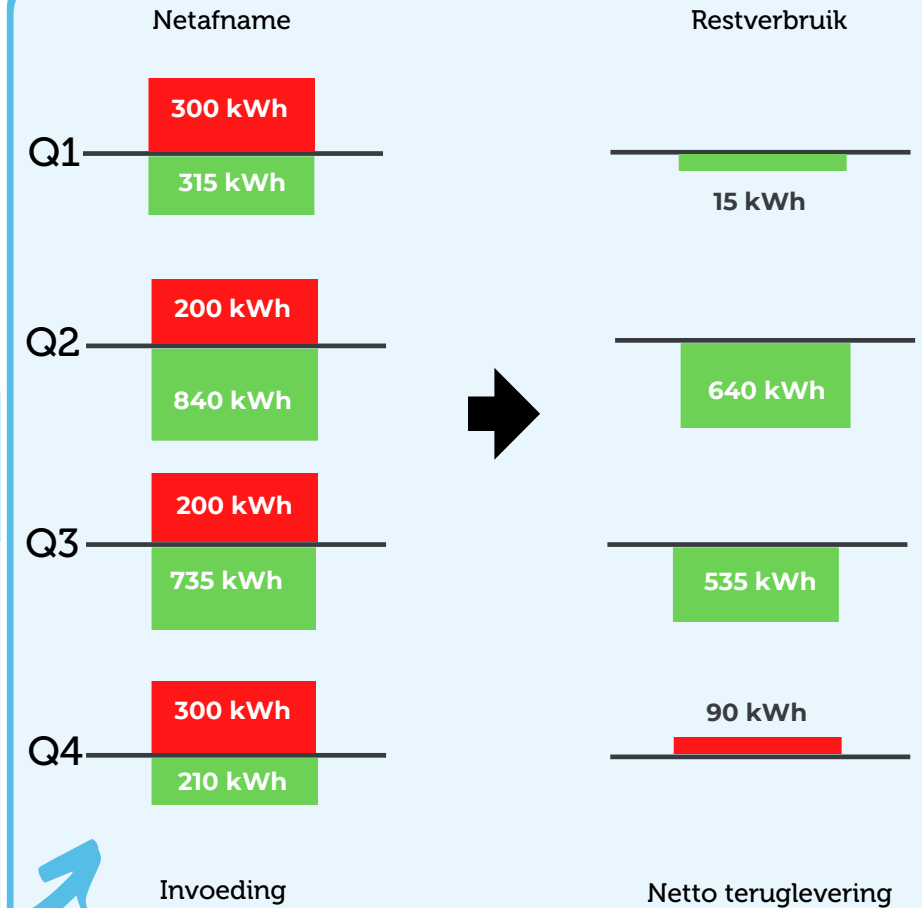 Netafname
Restverbruik
Q1
300 kWh
315 kWh
15 kWh
Q2
200 kWh
840 kWh
640 kWh
Q3
200 kWh
735 kWh
535 kWh
Q4
300 kWh
210 kWh
90 kWh
Invoeding
Netto teruglevering